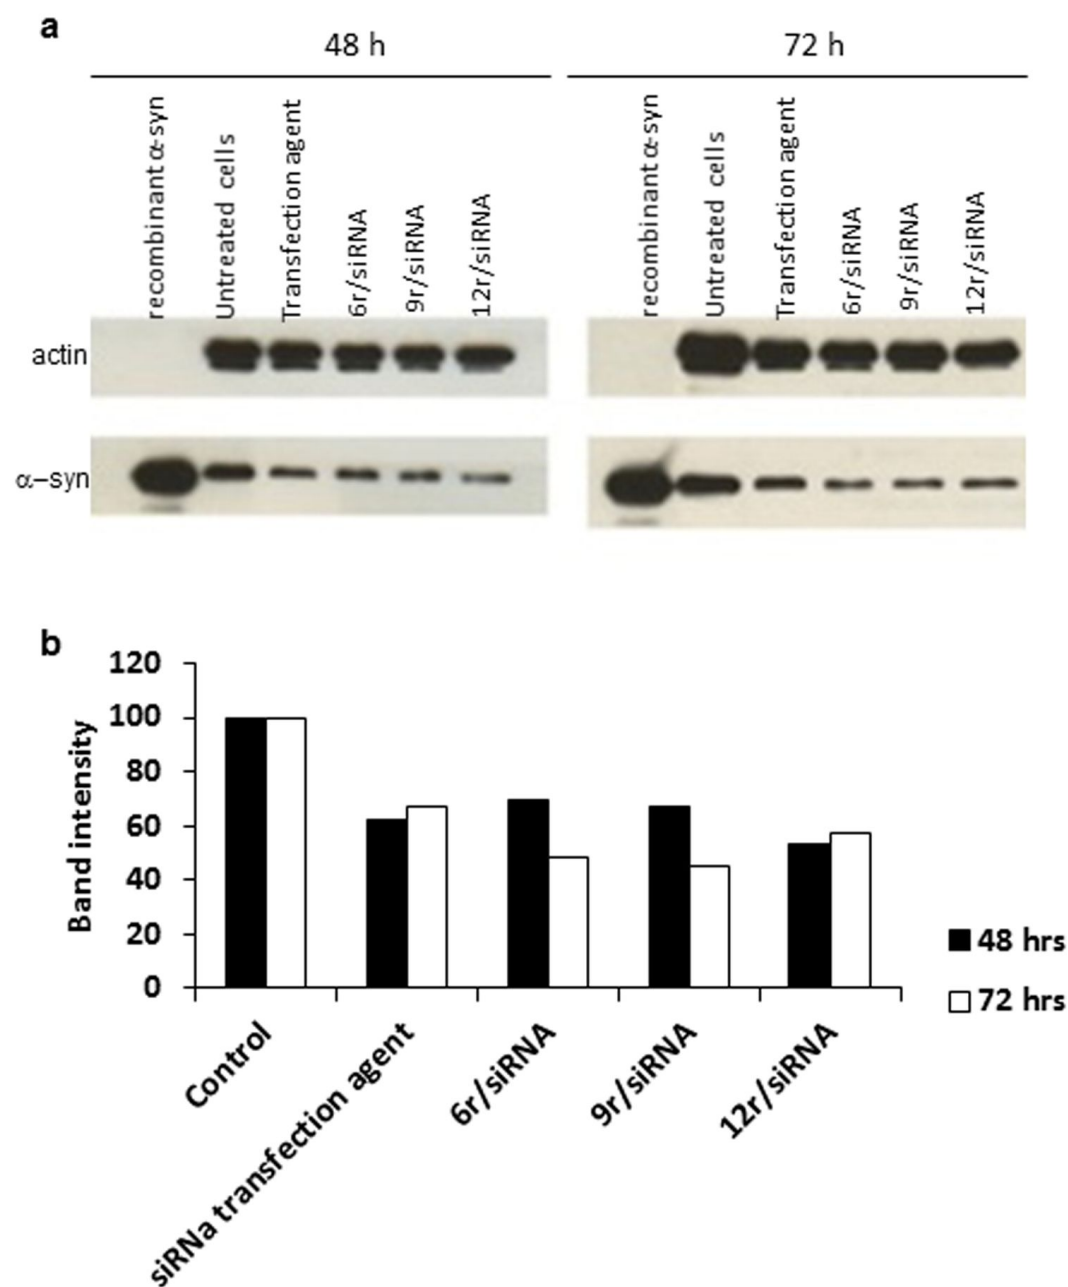 a
48 h
72 h
recombinant α-syn
Untreated cells
Transfection agent
6r/siRNA
9r/siRNA
12r/siRNA
recombinant α-syn
Untreated cells
Transfection agent
6r/siRNA
9r/siRNA
12r/siRNA
actin
α–syn
b
Band intensity
120
100
80
60
40
20
0
Control
siRNa transfection agent
6r/siRNA
9r/siRNA
12r/siRNA
48 hrs
72 hrs